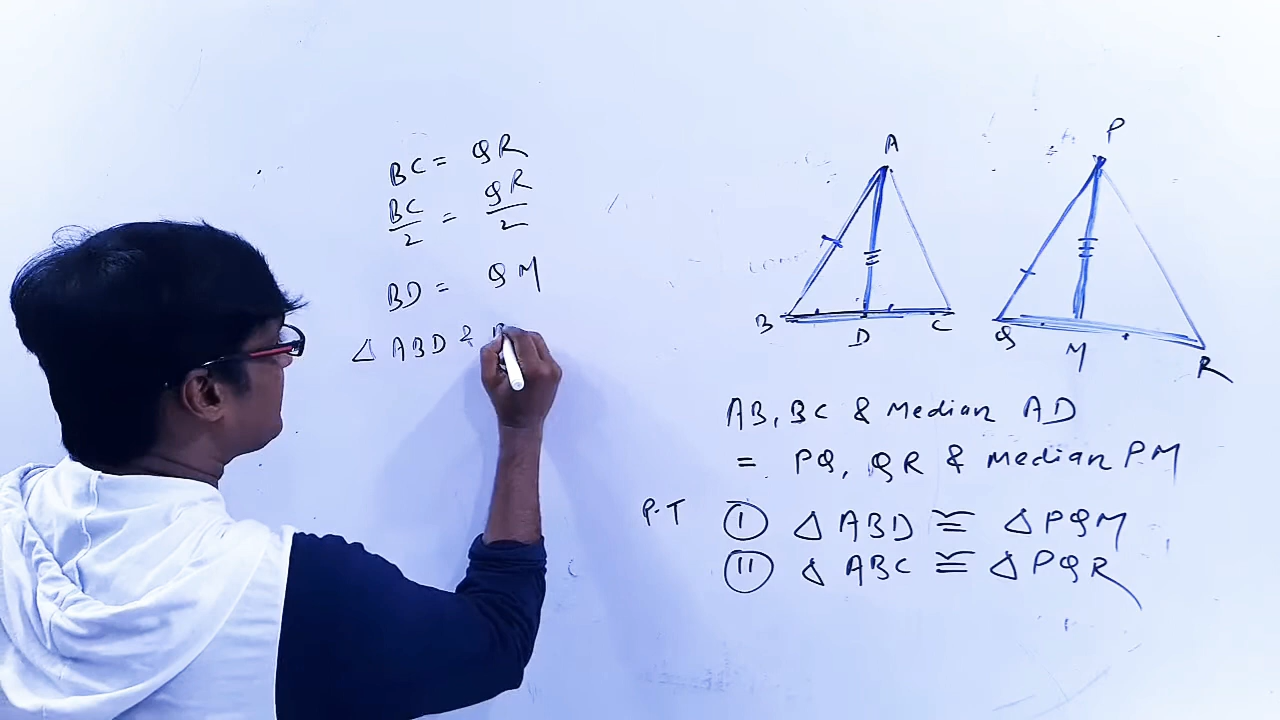 BC = QR
BC/2 = QR/2
BD = QM
△ ABD &
A
B
D
C
P
Q
M
R
AB, BC & Median AD
= PQ, QR & Median PM
P.T (I) △ ABD ≅ △ PQM
(II) △ ABC ≅ △ PQR